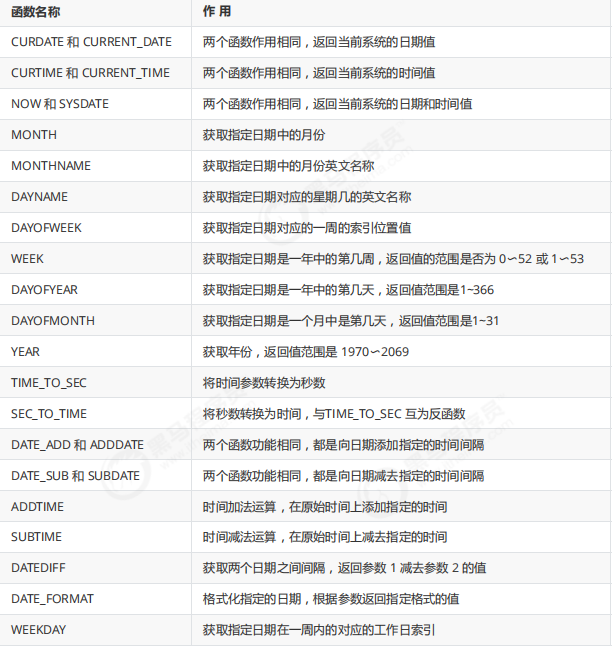 函数名称 作 用
CURDATE 和 CURRENT_DATE 两个函数作用相同，返回当前系统的日期值
CURTIME 和 CURRENT_TIME 两个函数作用相同，返回当前系统的时间值
NOW 和 SYSDATE 两个函数作用相同，返回当前系统的日期和时间值
MONTH 获取指定日期中的月份
MONTHNAME 获取指定日期中的月份英文名称
DAYNAME 获取指定日期对应的星期几的英文名称
DAYOFWEEK 获取指定日期对应的一周的索引位置值
WEEK 获取指定日期是一年中的第几周，返回值的范围是否为 0〜52 或 1〜53
DAYOFYEAR 获取指定日期是一年中的第几天，返回值范围是1~366
DAYOFMONTH 获取指定日期是一个月中是第几天，返回值范围是1~31
YEAR 获取年份，返回值范围是 1970〜2069
TIME_TO_SEC 将时间参数转换为秒数
SEC_TO_TIME 将秒数转换为时间，与TIME_TO_SEC 互为反函数
DATE_ADD 和 ADDDATE 两个函数功能相同，都是向日期添加指定的时间间隔
DATE_SUB 和 SUBDATE 两个函数功能相同，都是向日期减去指定的时间间隔
ADDTIME 时间加法运算，在原始时间上添加指定的时间
SUBTIME 时间减法运算，在原始时间上减去指定的时间
DATEDIFF 获取两个日期之间间隔，返回参数 1 减去参数 2 的值
DATE_FORMAT 格式化指定的日期，根据参数返回指定格式的值
WEEKDAY 获取指定日期在一周内的对应的工作日索引